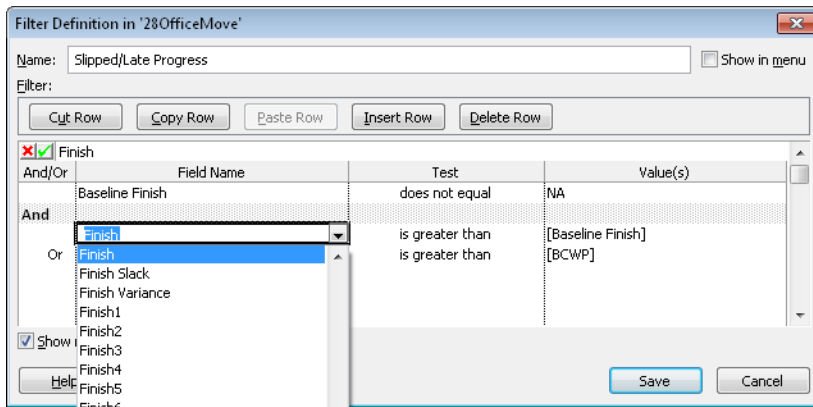 Filter Definition in '28OfficeMove'
Name: Slipped/Late Progress Show in menu
Filter:
Cut Row Copy Row Paste Row Insert Row Delete Row
Finish
And/Or Field Name Test Value(s)
Baseline Finish does not equal NA
And
Finish is greater than [Baseline Finish]
Or Finish is greater than [BCWP]
Finish Slack
Finish Variance
Finish1
Finish2
Show
Finish3
Finish4
Help Finish5 Save Cancel